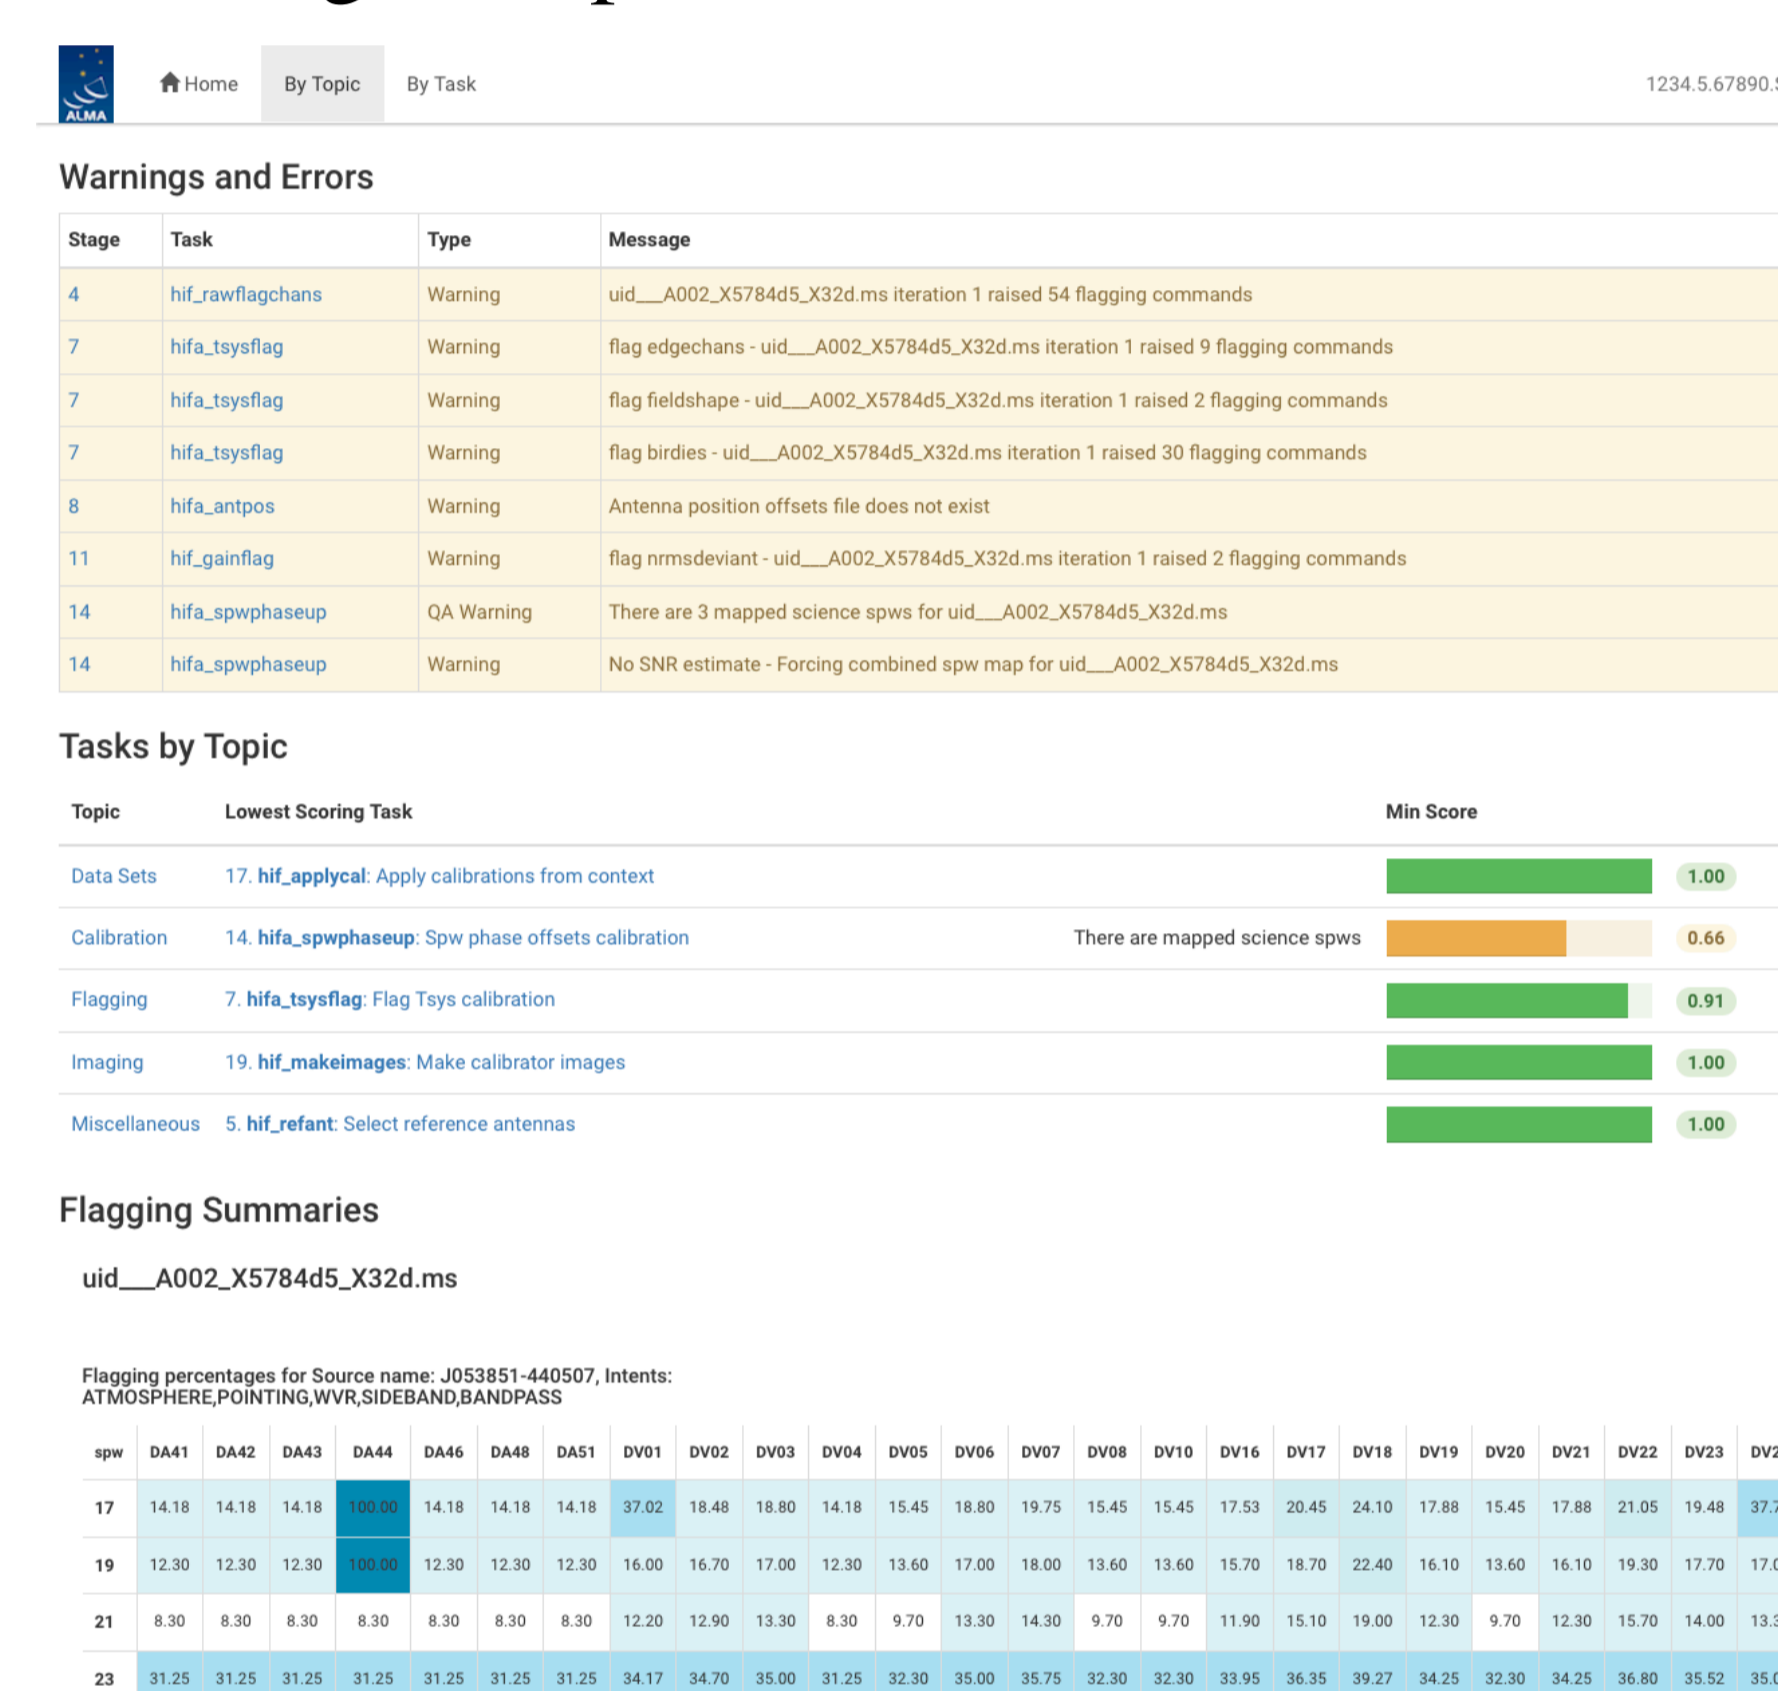 ALMA Home By Topic By Task 1234.5.67890.S
Warnings and Errors
Stage Task Type Message
4 hif_rawflagchans Warning uid___A002_X5784d5_X32d.ms iteration 1 raised 54 flagging commands
7 hifa_tsysflag Warning flag edgechans - uid___A002_X5784d5_X32d.ms iteration 1 raised 9 flagging commands
7 hifa_tsysflag Warning flag fieldshape - uid___A002_X5784d5_X32d.ms iteration 1 raised 2 flagging commands
7 hifa_tsysflag Warning flag birdies - uid___A002_X5784d5_X32d.ms iteration 1 raised 30 flagging commands
8 hifa_antpos Warning Antenna position offsets file does not exist
11 hif_gainflag Warning flag nrmsdeviant - uid___A002_X5784d5_X32d.ms iteration 1 raised 2 flagging commands
14 hifa_spwphaseup QA Warning There are 3 mapped science spws for uid___A002_X5784d5_X32d.ms
14 hifa_spwphaseup Warning No SNR estimate - Forcing combined spw map for uid___A002_X5784d5_X32d.ms
Tasks by Topic
Topic Lowest Scoring Task Min Score
Data Sets 17. hif_applycal: Apply calibrations from context 1.00
Calibration 14. hifa_spwphaseup: Spw phase offsets calibration There are mapped science spws 0.66
Flagging 7. hifa_tsysflag: Flag Tsys calibration 0.91
Imaging 19. hif_makeimages: Make calibrator images 1.00
Miscellaneous 5. hif_refant: Select reference antennas 1.00
Flagging Summaries
uid___A002_X5784d5_X32d.ms
Flagging percentages for Source name: J053851-440507, Intents:
ATMOSPHERE,POINTING,WVR,SIDEBAND,BANDPASS
spw DA41 DA42 DA43 DA44 DA46 DA48 DA51 DV01 DV02 DV03 DV04 DV05 DV06 DV07 DV08 DV10 DV16 DV17 DV18 DV19 DV20 DV21 DV22 DV23 DV2
17 14.18 14.18 14.18 100.00 14.18 14.18 14.18 37.02 18.48 18.80 14.18 15.45 18.80 19.75 15.45 15.45 17.53 20.45 24.10 17.88 15.45 17.88 21.05 19.48 37.7
19 12.30 12.30 12.30 100.00 12.30 12.30 12.30 16.00 16.70 17.00 12.30 13.60 17.00 18.00 13.60 13.60 15.70 18.70 22.40 16.10 13.60 16.10 19.30 17.70 17.0
21 8.30 8.30 8.30 8.30 8.30 8.30 8.30 12.20 12.90 13.30 8.30 9.70 13.30 14.30 9.70 9.70 11.90 15.10 19.00 12.30 9.70 12.30 15.70 14.00 13.3
23 31.25 31.25 31.25 31.25 31.25 31.25 31.25 34.17 34.70 35.00 31.25 32.30 35.00 35.75 32.30 32.30 33.95 36.35 39.27 34.25 32.30 34.25 36.80 35.52 35.0